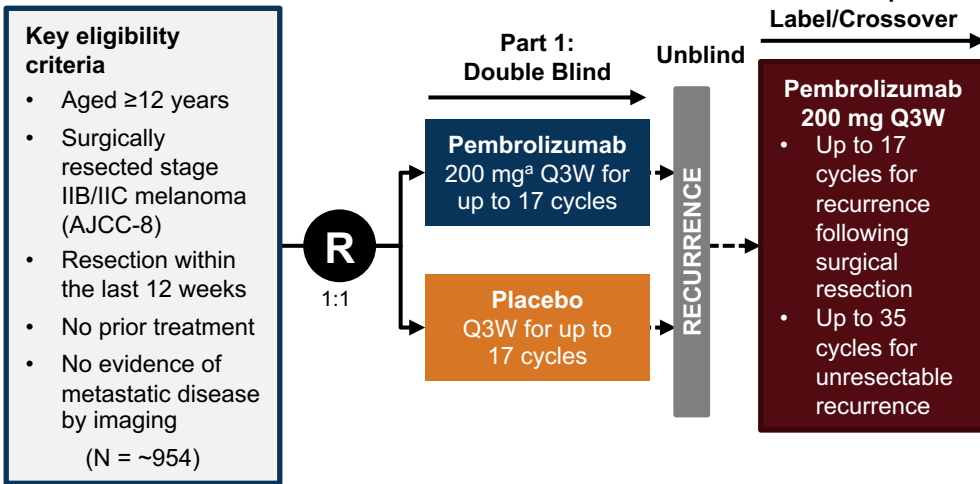 Key eligibility
criteria
• Aged ≥12 years
• Surgically
resected stage
IIB/IIC melanoma
(AJCC-8)
• Resection within
the last 12 weeks
• No prior treatment
• No evidence of
metastatic disease
by imaging
(N = ~954)
R
1:1
Part 1:
Double Blind
Pembrolizumab
200 mgᵃ Q3W for
up to 17 cycles
Placebo
Q3W for up to
17 cycles
Unblind
RECURRENCE
Label/Crossover
Pembrolizumab
200 mg Q3W
• Up to 17
cycles for
recurrence
following
surgical
resection
• Up to 35
cycles for
unresectable
recurrence